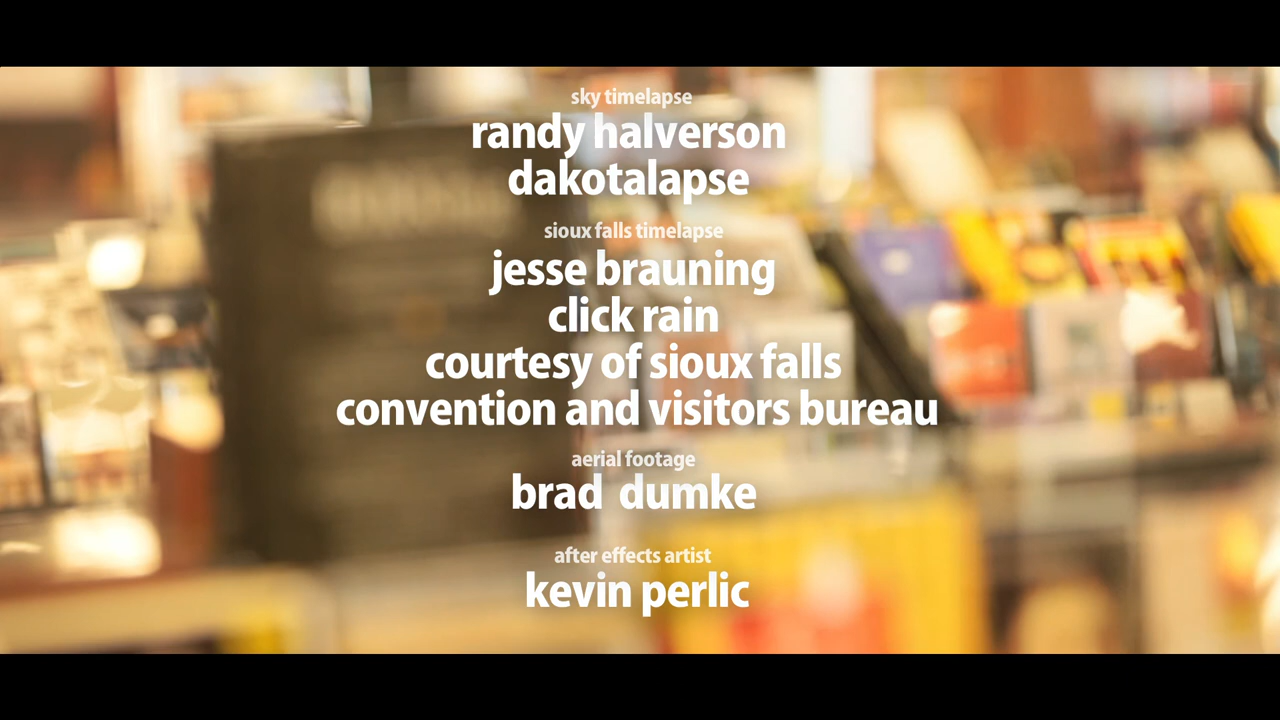 sky timelapse
randy halverson
dakotalapse
sioux falls timelapse
jesse brauning
click rain
courtesy of sioux falls
convention and visitors bureau
aerial footage
brad dumke
after effects artist
kevin perlic